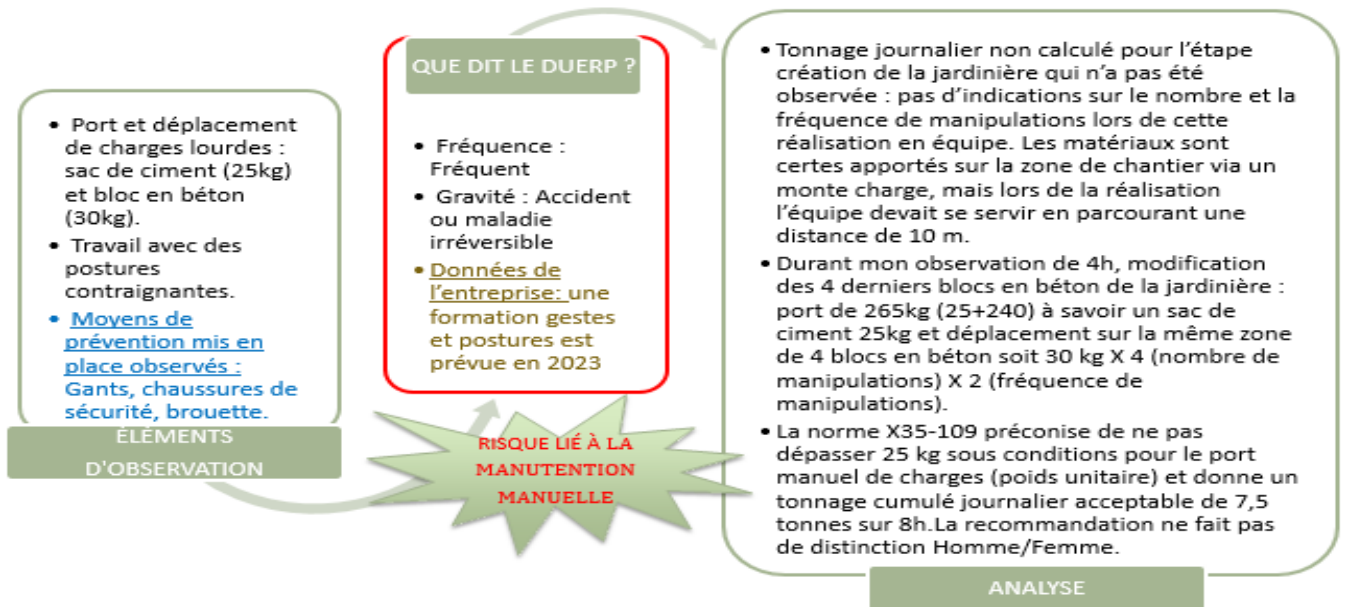 • Port et déplacement
de charges lourdes :
sac de ciment (25kg)
et bloc en béton
(30kg).
• Travail avec des
postures
contraignantes.
• Moyens de
prévention mis en
place observés :
Gants, chaussures de
sécurité, brouette.
ÉLÉMENTS
D'OBSERVATION
QUE DIT LE DUERP ?
• Fréquence :
Fréquent
• Gravité : Accident
ou maladie
irréversible
• Données de
l’entreprise: une
formation gestes
et postures est
prévue en 2023
RISQUE LIÉ À LA
MANUTENTION
MANUELLE
• Tonnage journalier non calculé pour l’étape
création de la jardinière qui n’a pas été
observée : pas d’indications sur le nombre et la
fréquence de manipulations lors de cette
réalisation en équipe. Les matériaux sont
certes apportés sur la zone de chantier via un
monte charge, mais lors de la réalisation
l’équipe devait se servir en parcourant une
distance de 10 m.
• Durant mon observation de 4h, modification
des 4 derniers blocs en béton de la jardinière :
port de 265kg (25+240) à savoir un sac de
ciment 25kg et déplacement sur la même zone
de 4 blocs en béton soit 30 kg X 4 (nombre de
manipulations) X 2 (fréquence de
manipulations).
• La norme X35-109 préconise de ne pas
dépasser 25 kg sous conditions pour le port
manuel de charges (poids unitaire) et donne un
tonnage cumulé journalier acceptable de 7,5
tonnes sur 8h.La recommandation ne fait pas
de distinction Homme/Femme.
ANALYSE